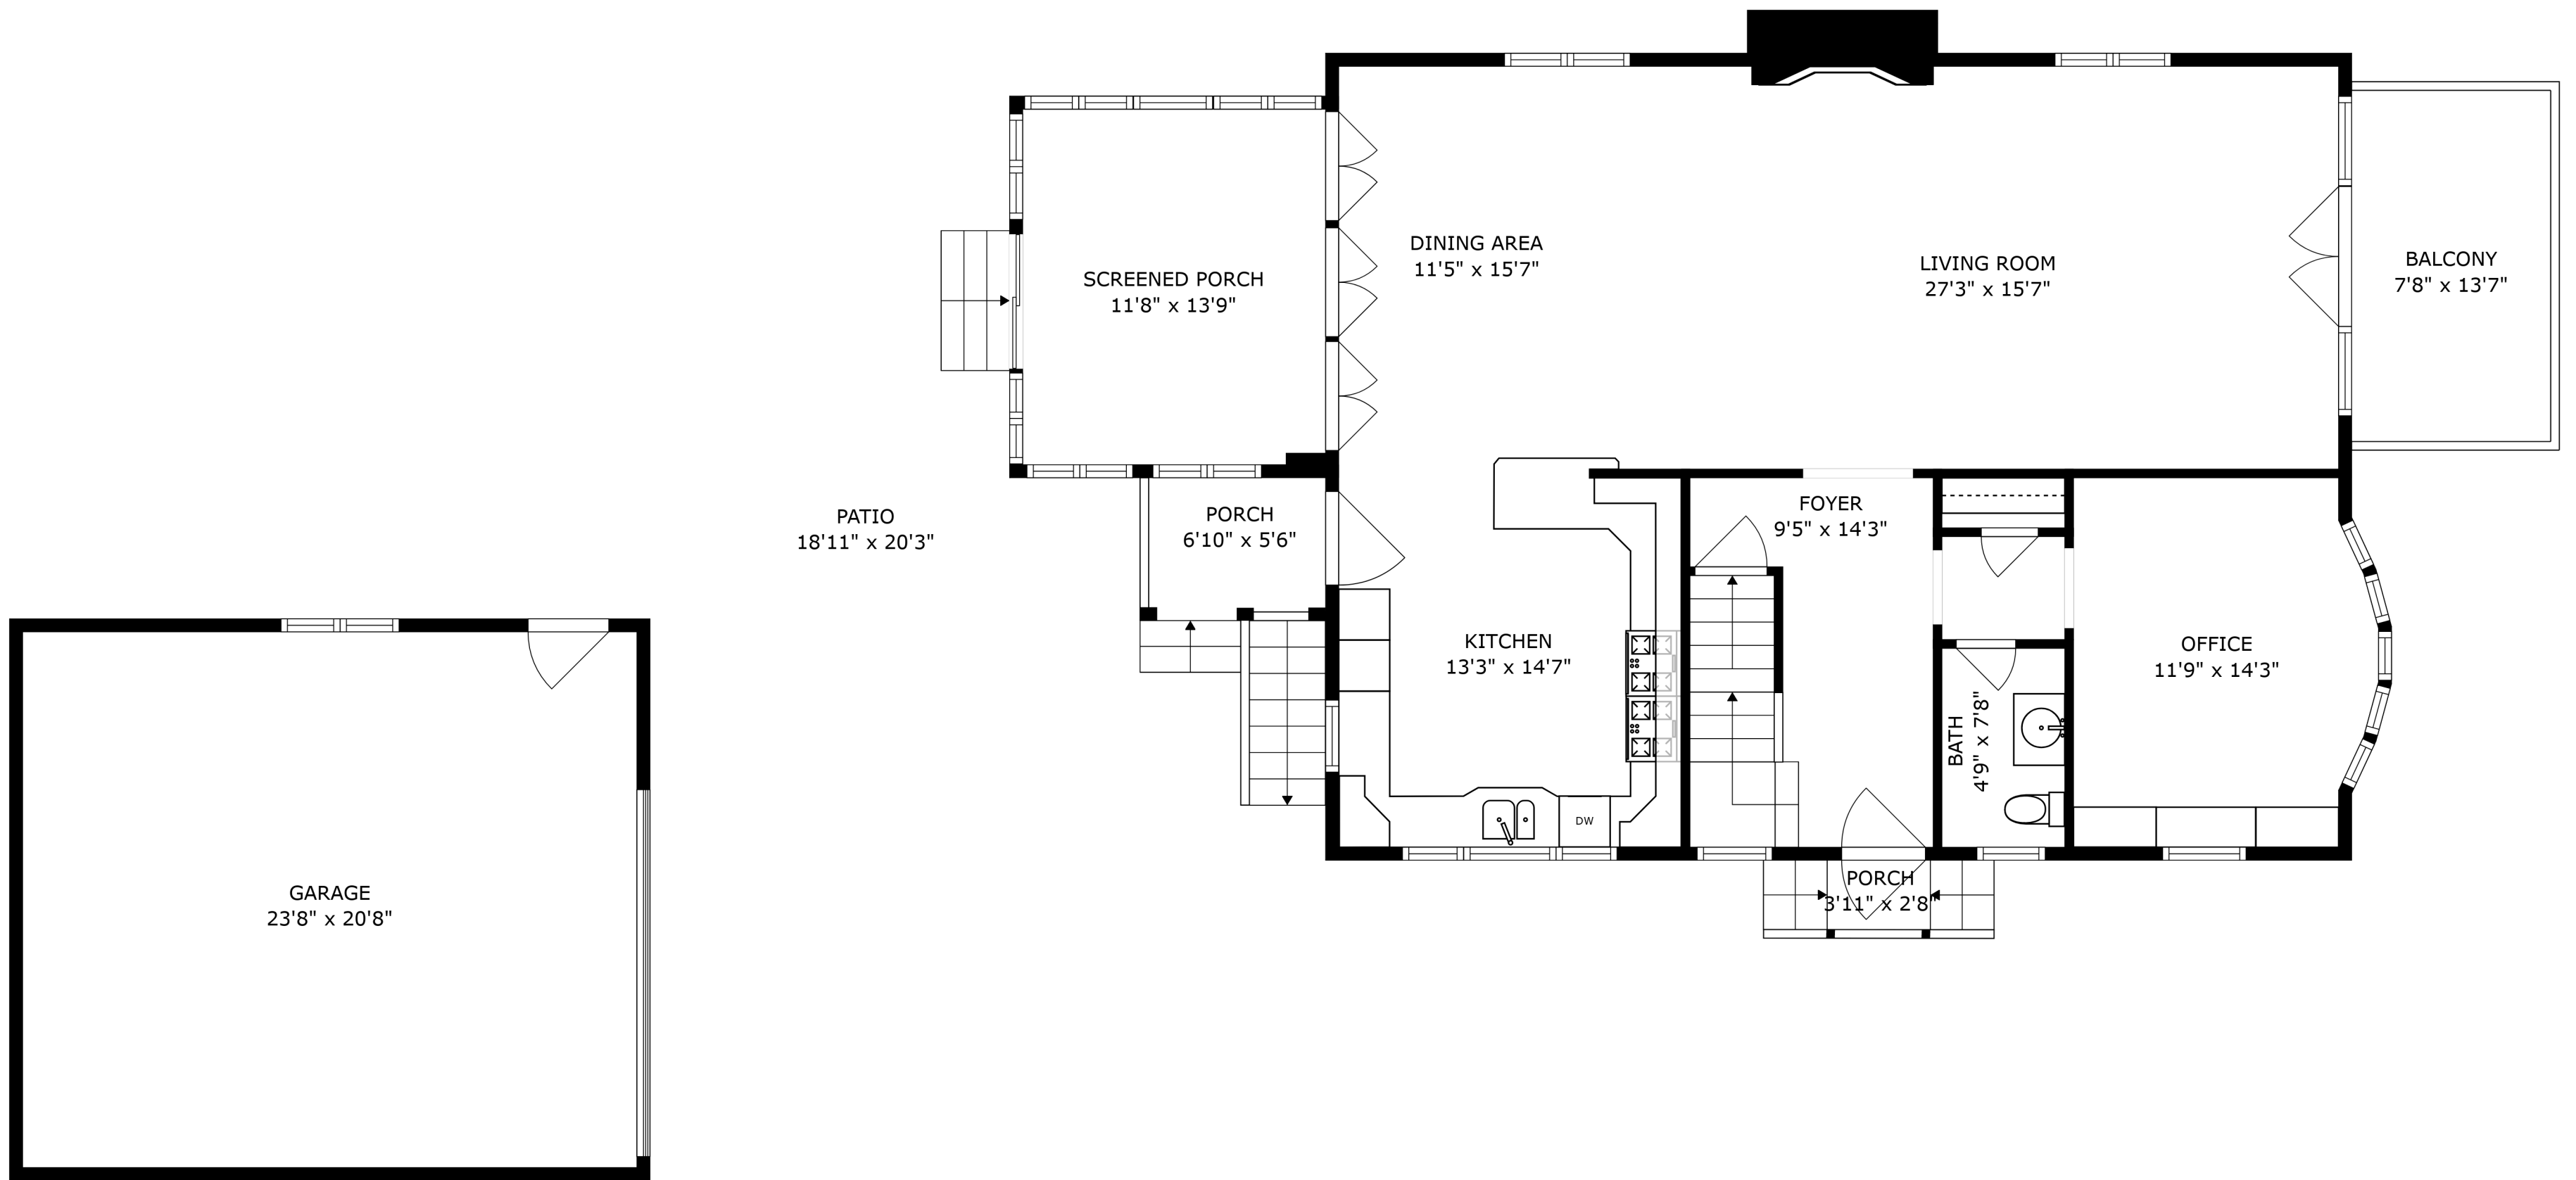 DINING AREA
11'5" x 15'7"
LIVING ROOM
27'3" x 15'7"
BALCONY
7'8" x 13'7"
SCREENED PORCH
11'8" x 13'9"
PATIO
18'11" x 20'3"
PORCH
6'10" x 5'6"
FOYER
9'5" x 14'3"
KITCHEN
13'3" x 14'7"
OFFICE
11'9" x 14'3"
BATH
4'9" x 7'8"
DW
GARAGE
23'8" x 20'8"
PORCH
3'11" x 2'8"